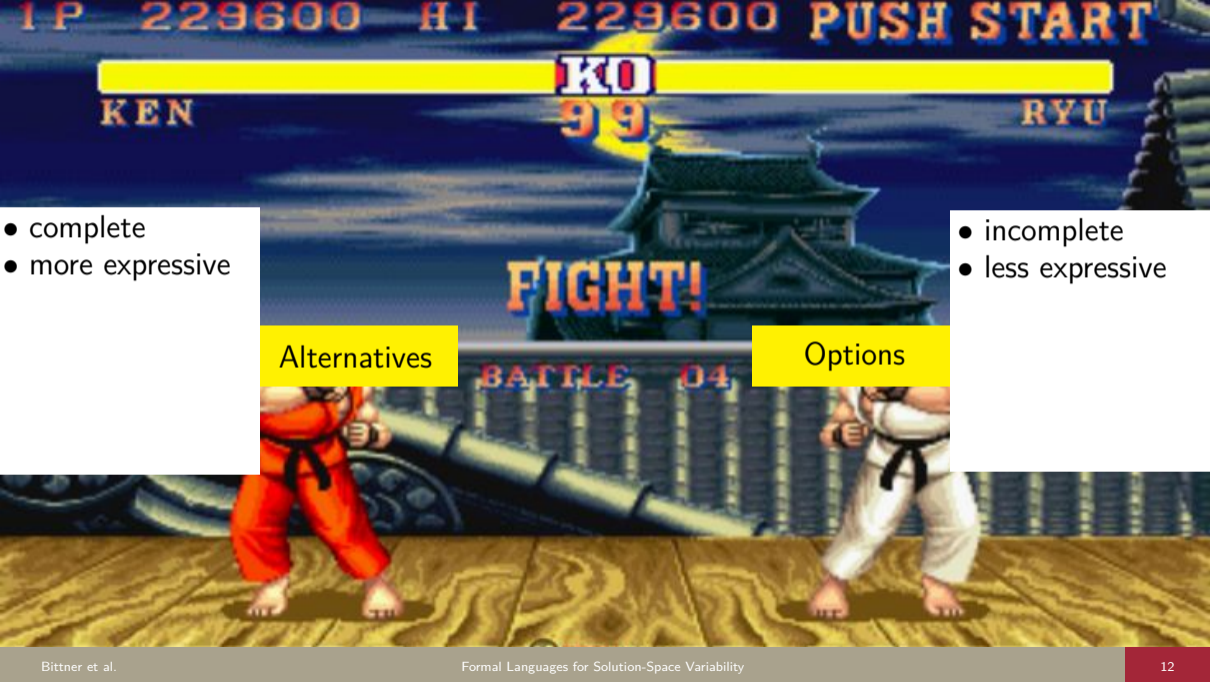 1P 229600 HI 229600 PUSH START
KO
KEN 99 RYU
• complete
• more expressive
• incomplete
• less expressive
FIGHT!
Alternatives
Options
BATTLE 04
Bittner et al. Formal Languages for Solution-Space Variability 12